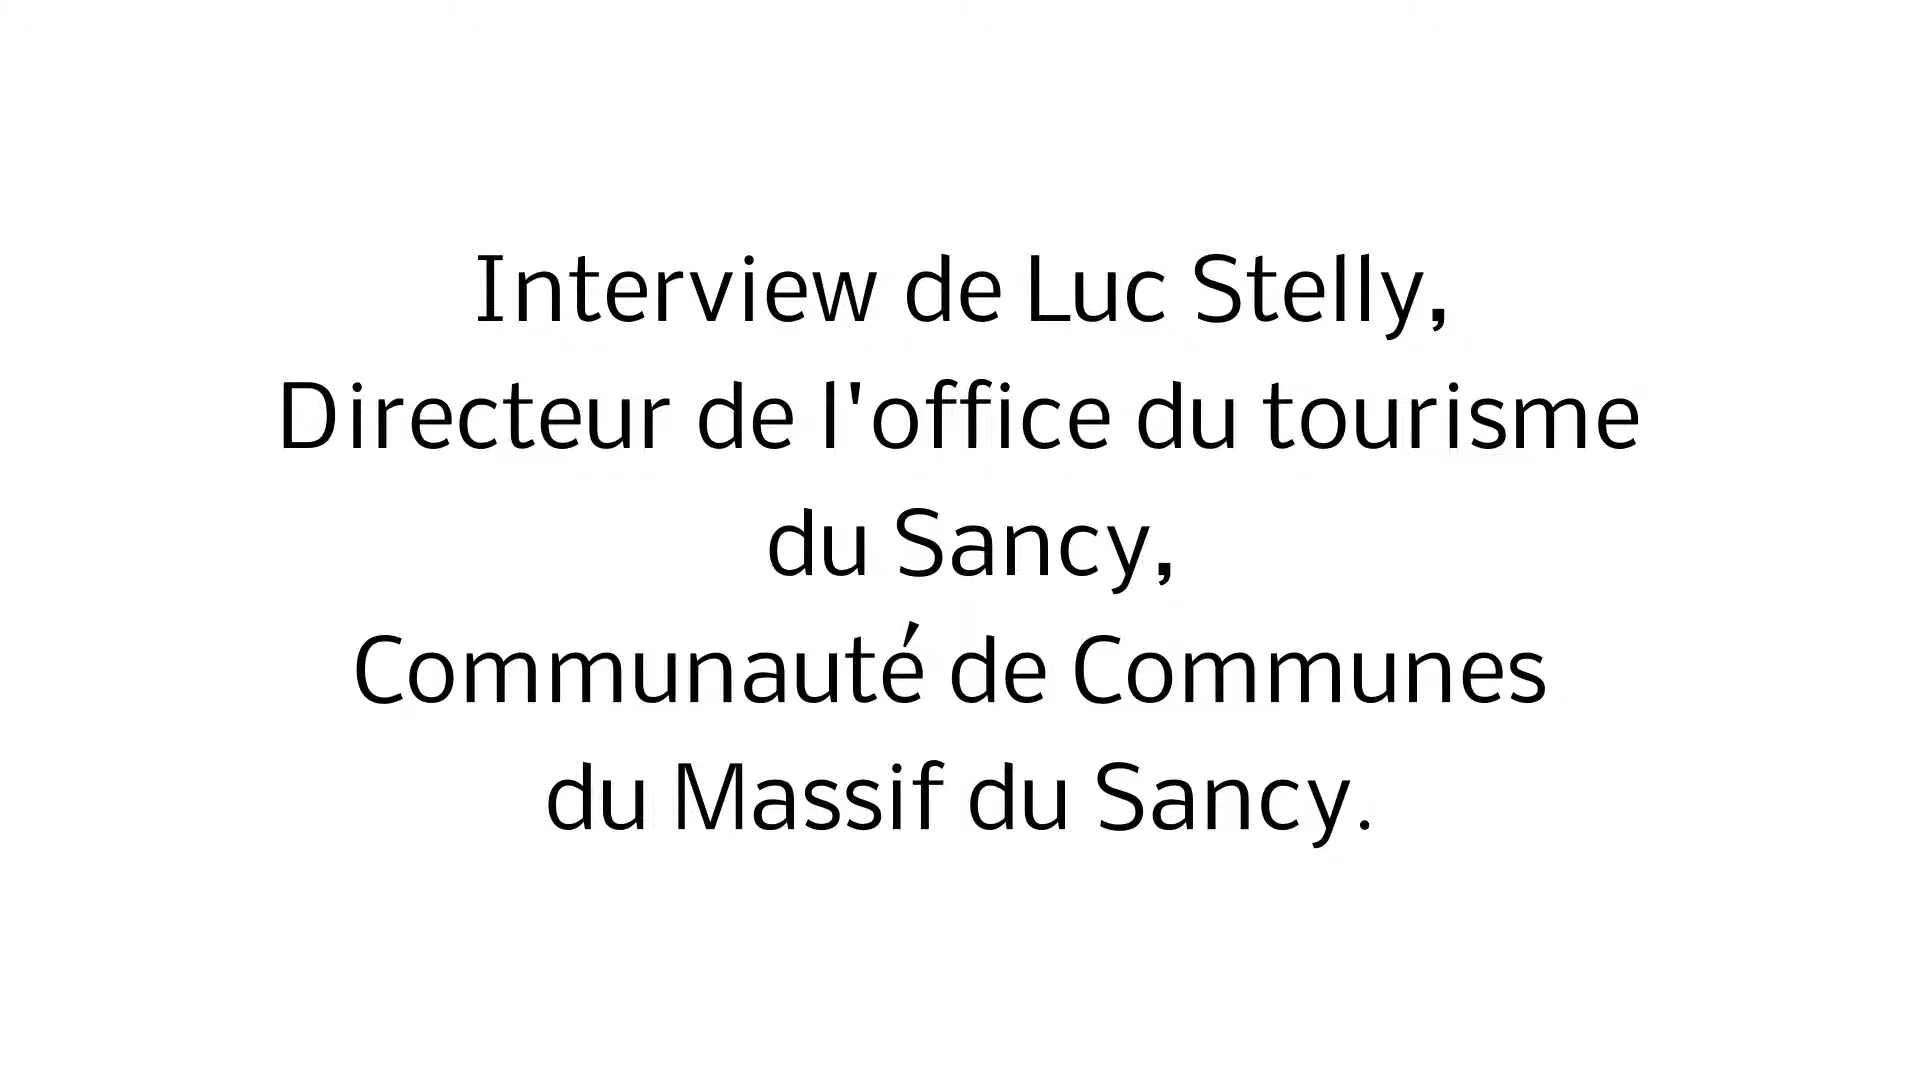 Interview de Luc Stelly,
Directeur de l'office du tourisme
du Sancy,
Communauté de Communes
du Massif du Sancy.